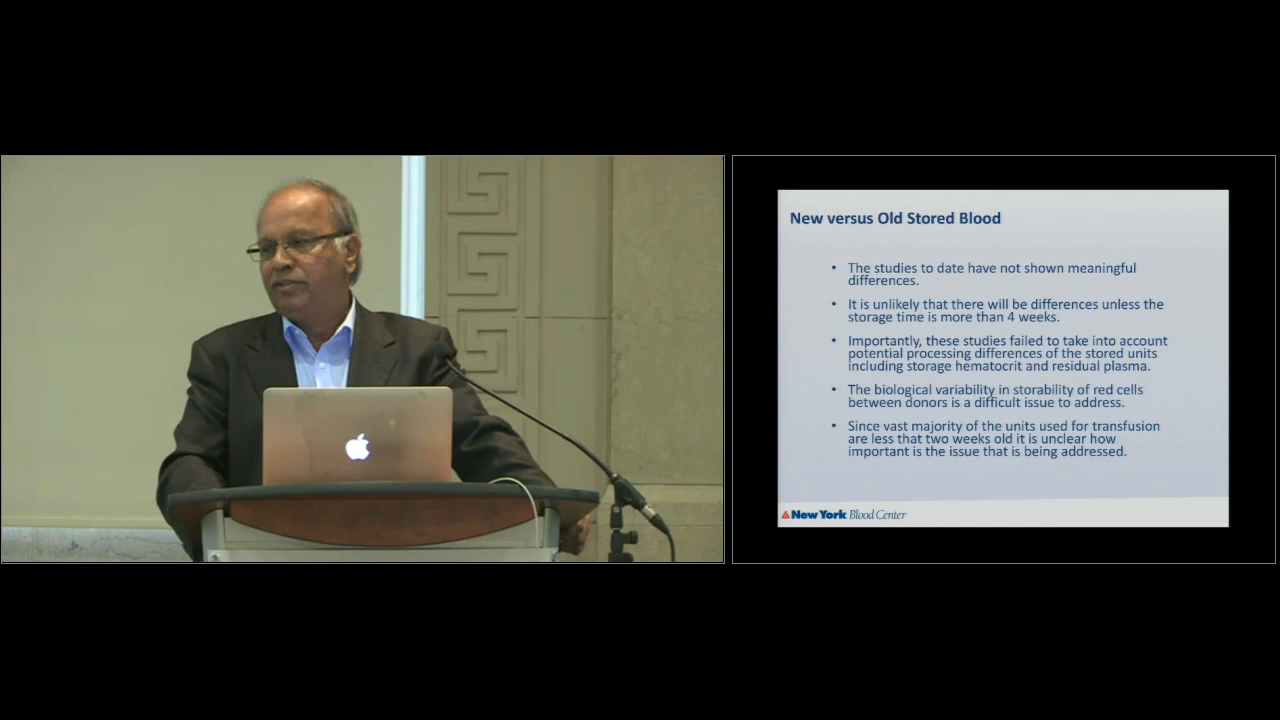 New versus Old Stored Blood
• The studies to date have not shown meaningful
differences.
• It is unlikely that there will be differences unless the
storage time is more than 4 weeks.
• Importantly, these studies failed to take into account
potential processing differences of the stored units
including storage hematocrit and residual plasma.
• The biological variability in storability of red cells
between donors is a difficult issue to address.
• Since vast majority of the units used for transfusion
are less that two weeks old it is unclear how
important is the issue that is being addressed.
New York Blood Center